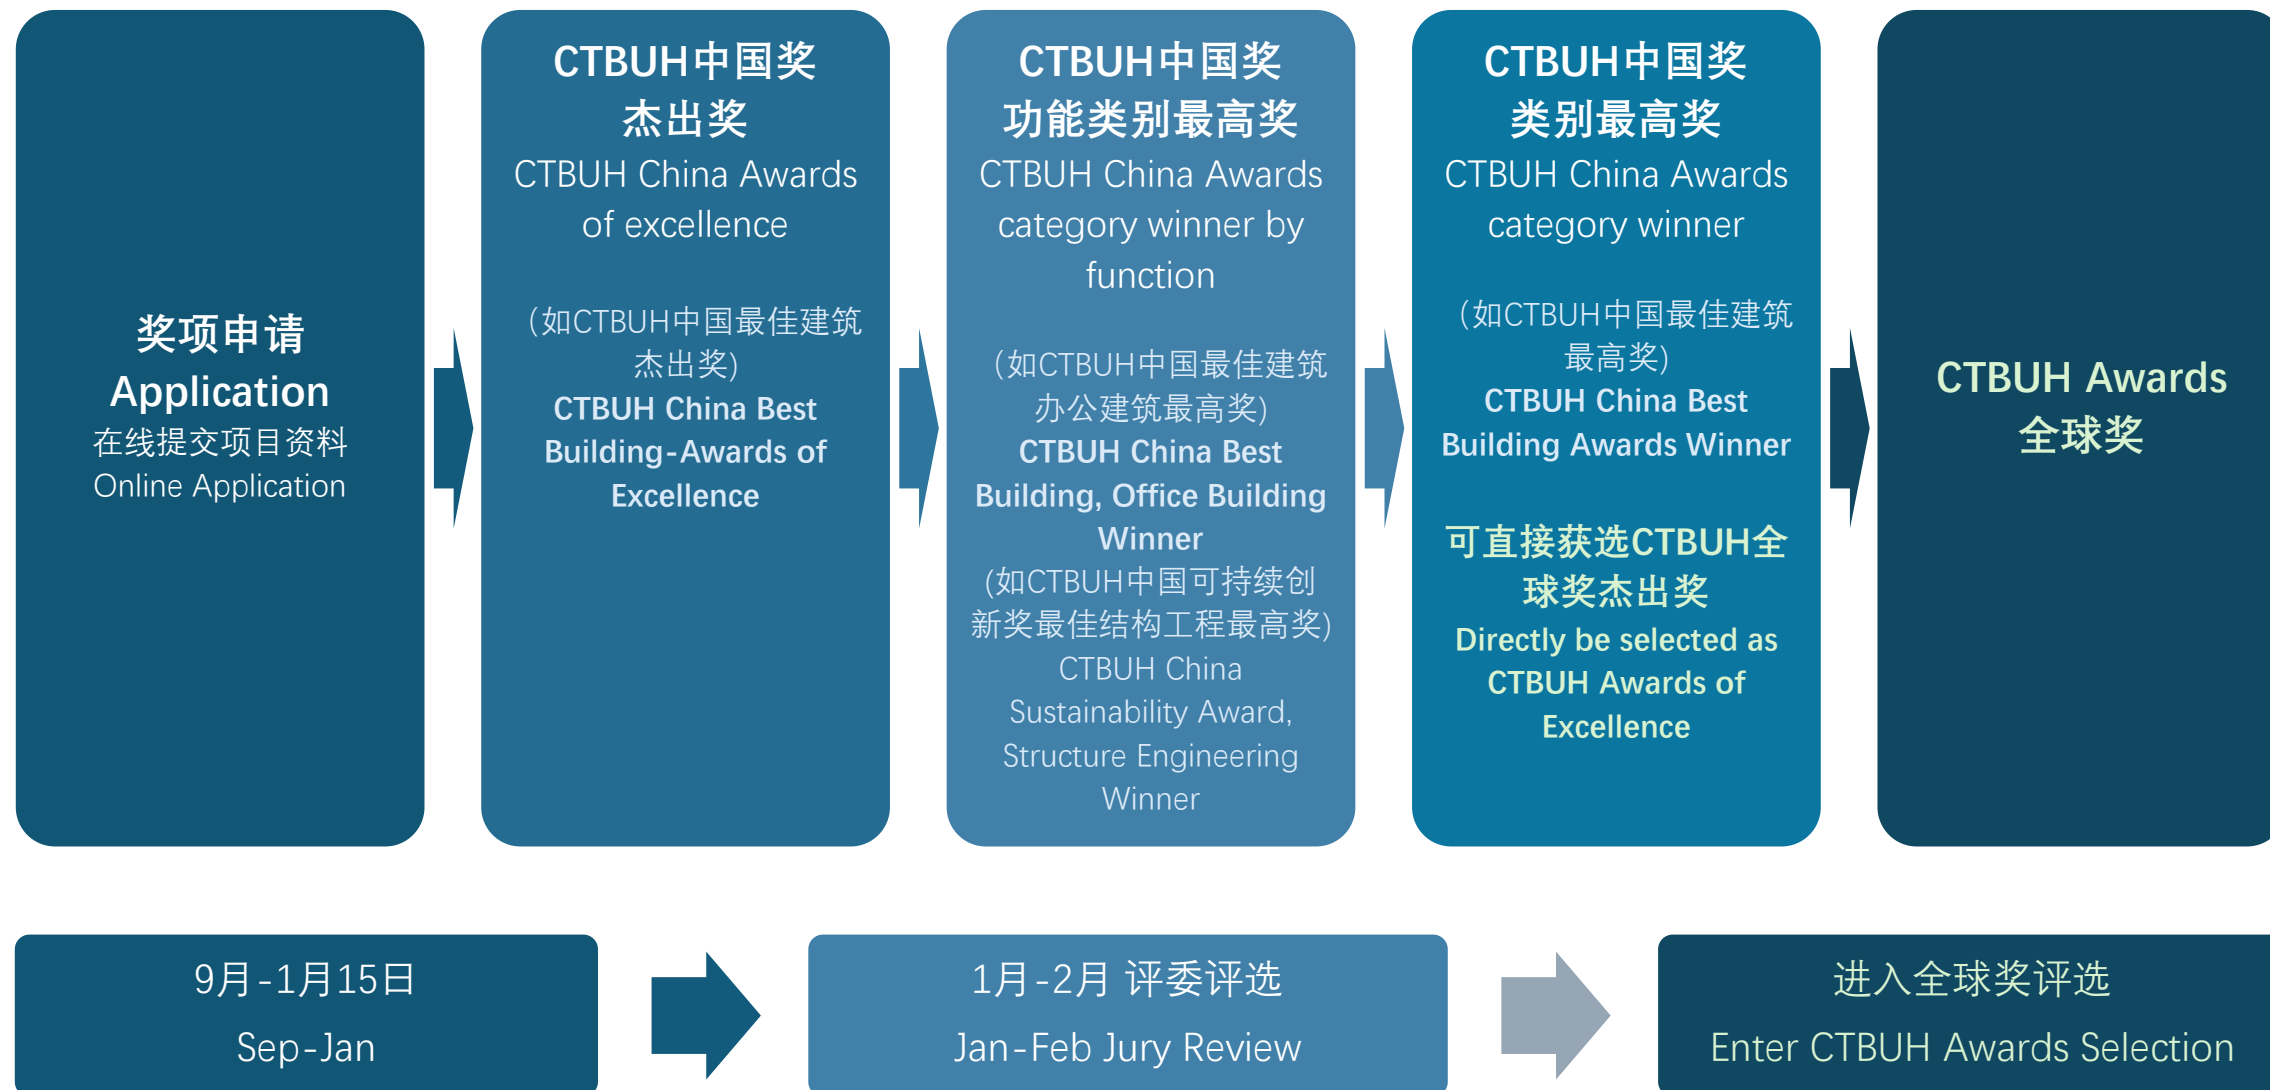 奖项申请
Application
在线提交项目资料
Online Application
CTBUH中国奖
杰出奖
CTBUH China Awards
of excellence
（如CTBUH中国最佳建筑
杰出奖)
CTBUH China Best
Building-Awards of
Excellence
CTBUH中国奖
功能类别最高奖
CTBUH China Awards
category winner by
function
（如CTBUH中国最佳建筑
办公建筑最高奖)
CTBUH China Best
Building, Office Building
Winner
(如CTBUH中国可持续创
新奖最佳结构工程最高奖)
CTBUH China
Sustainability Award,
Structure Engineering
Winner
CTBUH中国奖
类别最高奖
CTBUH China Awards
category winner
（如CTBUH中国最佳建筑
最高奖)
CTBUH China Best
Building Awards Winner
可直接获选CTBUH全
球奖杰出奖
Directly be selected as
CTBUH Awards of
Excellence
CTBUH Awards
全球奖
9月-1月15日
Sep-Jan
1月-2月 评委评选
Jan-Feb Jury Review
进入全球奖评选
Enter CTBUH Awards Selection